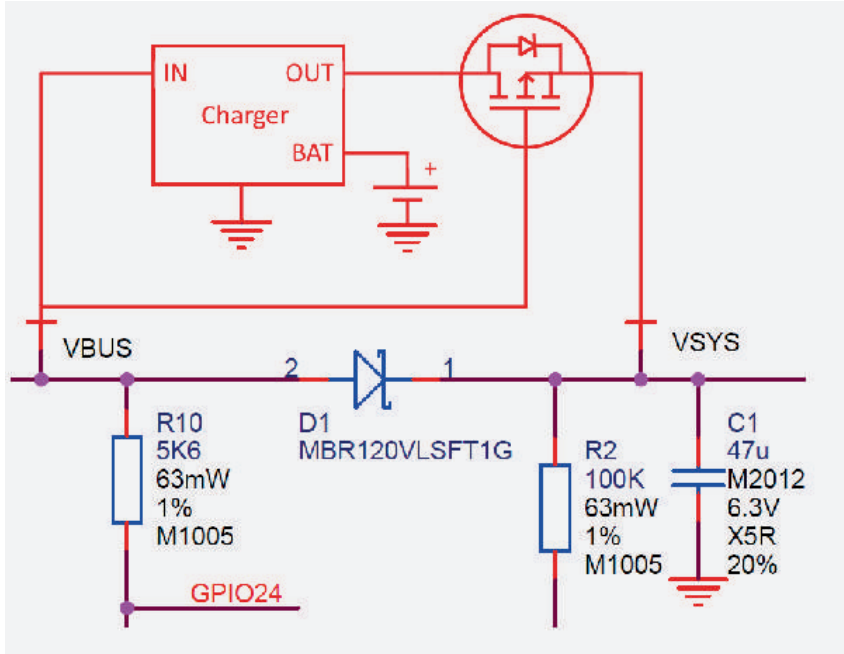 IN
OUT
Charger
BAT
+
VBUS
VSYS
2
1
R10
5K6
63mW
1%
M1005
D1
MBR120VLSFT1G
R2
100K
63mW
1%
M1005
C1
47u
M2012
6.3V
X5R
20%
GPIO24